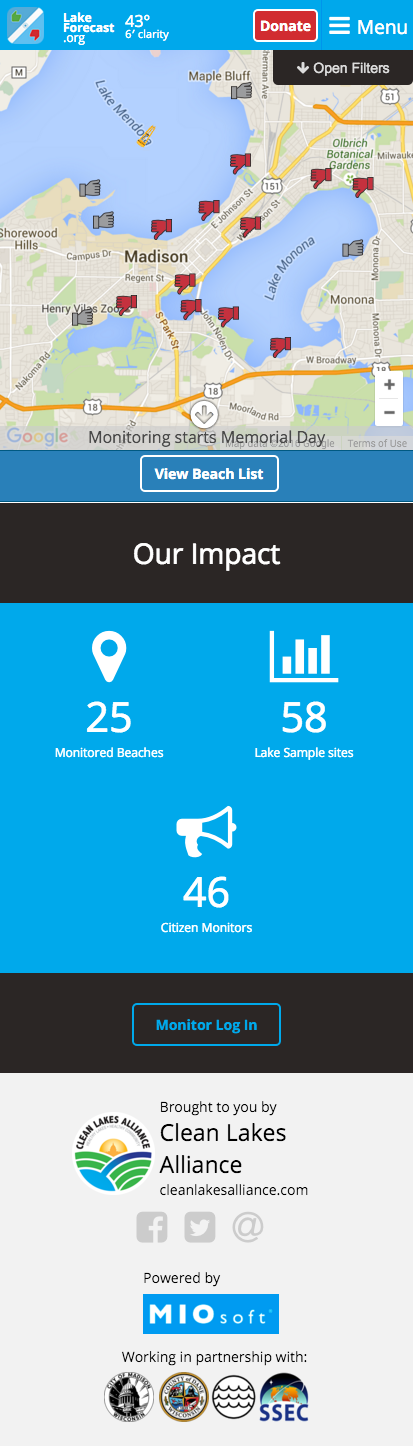 Lake
Forecast
.org
43°
6′ clarity
Donate
Menu
Open Filters
Maple Bluff
M
51
Lake Mendota
Olbrich
Botanical
Gardens
Milwaukee
151
E Johnson St
Shorewood
Hills
Campus Dr
Madison
Lake Monona
Monona Dr
Regent St
Monona
Henry Vilas Zoo
S Park St
John Nolen Dr
W Broadway
Nakoma Rd
18
18
18
Moorland Rd
+
−
Google
Monitoring starts Memorial Day
Terms of Use
View Beach List
Our Impact
25
Monitored Beaches
58
Lake Sample sites
46
Citizen Monitors
Monitor Log In
CLEAN LAKES ALLIANCE
Brought to you by
Clean Lakes
Alliance
cleanlakesalliance.com
@
Powered by
MIOsoft
Working in partnership with:
CITY OF MADISON
WISCONSIN
COUNTY OF DANE
WISCONSIN
SSEC